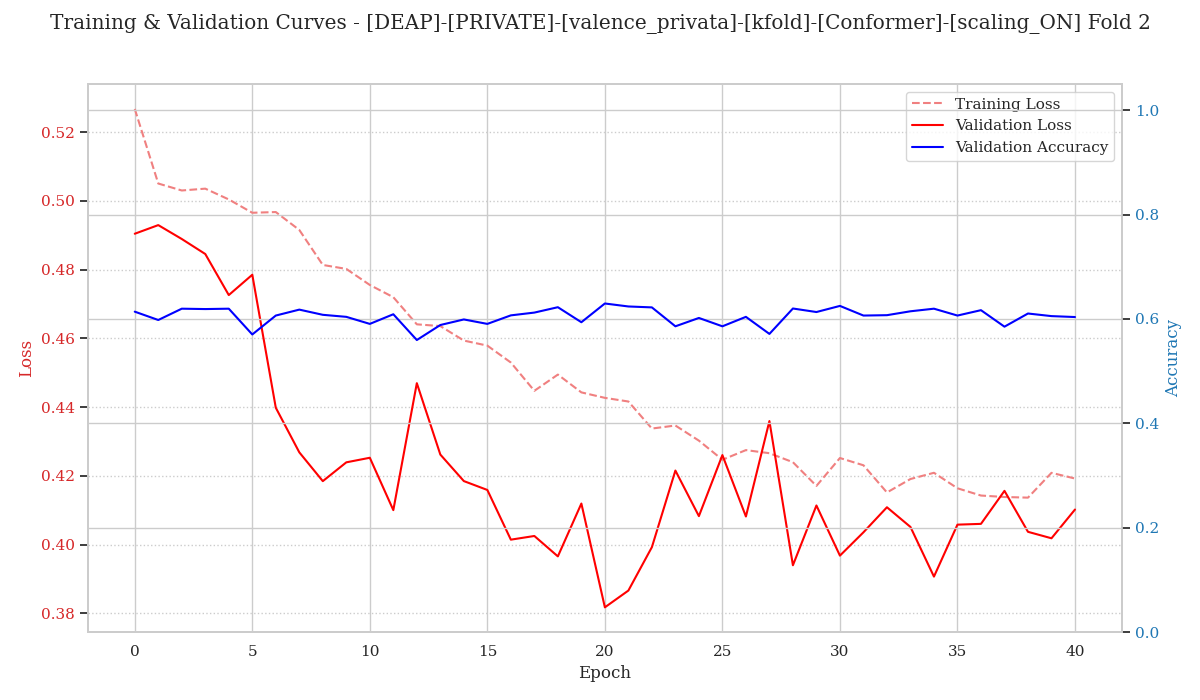 Training & Validation Curves - [DEAP]-[PRIVATE]-[valence_privata]-[kfold]-[Conformer]-[scaling_ON] Fold 2
Training Loss
Validation Loss
Validation Accuracy
0.52
0.50
0.48
0.46
0.44
0.42
0.40
0.38
Loss
1.0
0.8
0.6
0.4
0.2
0.0
Accuracy
0 5 10 15 20 25 30 35 40
Epoch